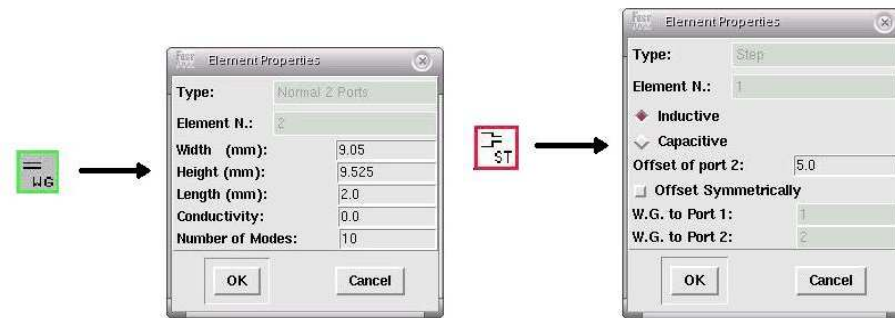 WG
Element Properties
Type: Normal 2 Ports
Element N.: 2
Width (mm): 9.05
Height (mm): 9.525
Length (mm): 2.0
Conductivity: 0.0
Number of Modes: 10
OK Cancel
ST
Element Properties
Type: Step
Element N.: 1
Inductive
Capacitive
Offset of port 2: 5.0
Offset Symmetrically
W.G. to Port 1: 1
W.G. to Port 2: 2
OK Cancel